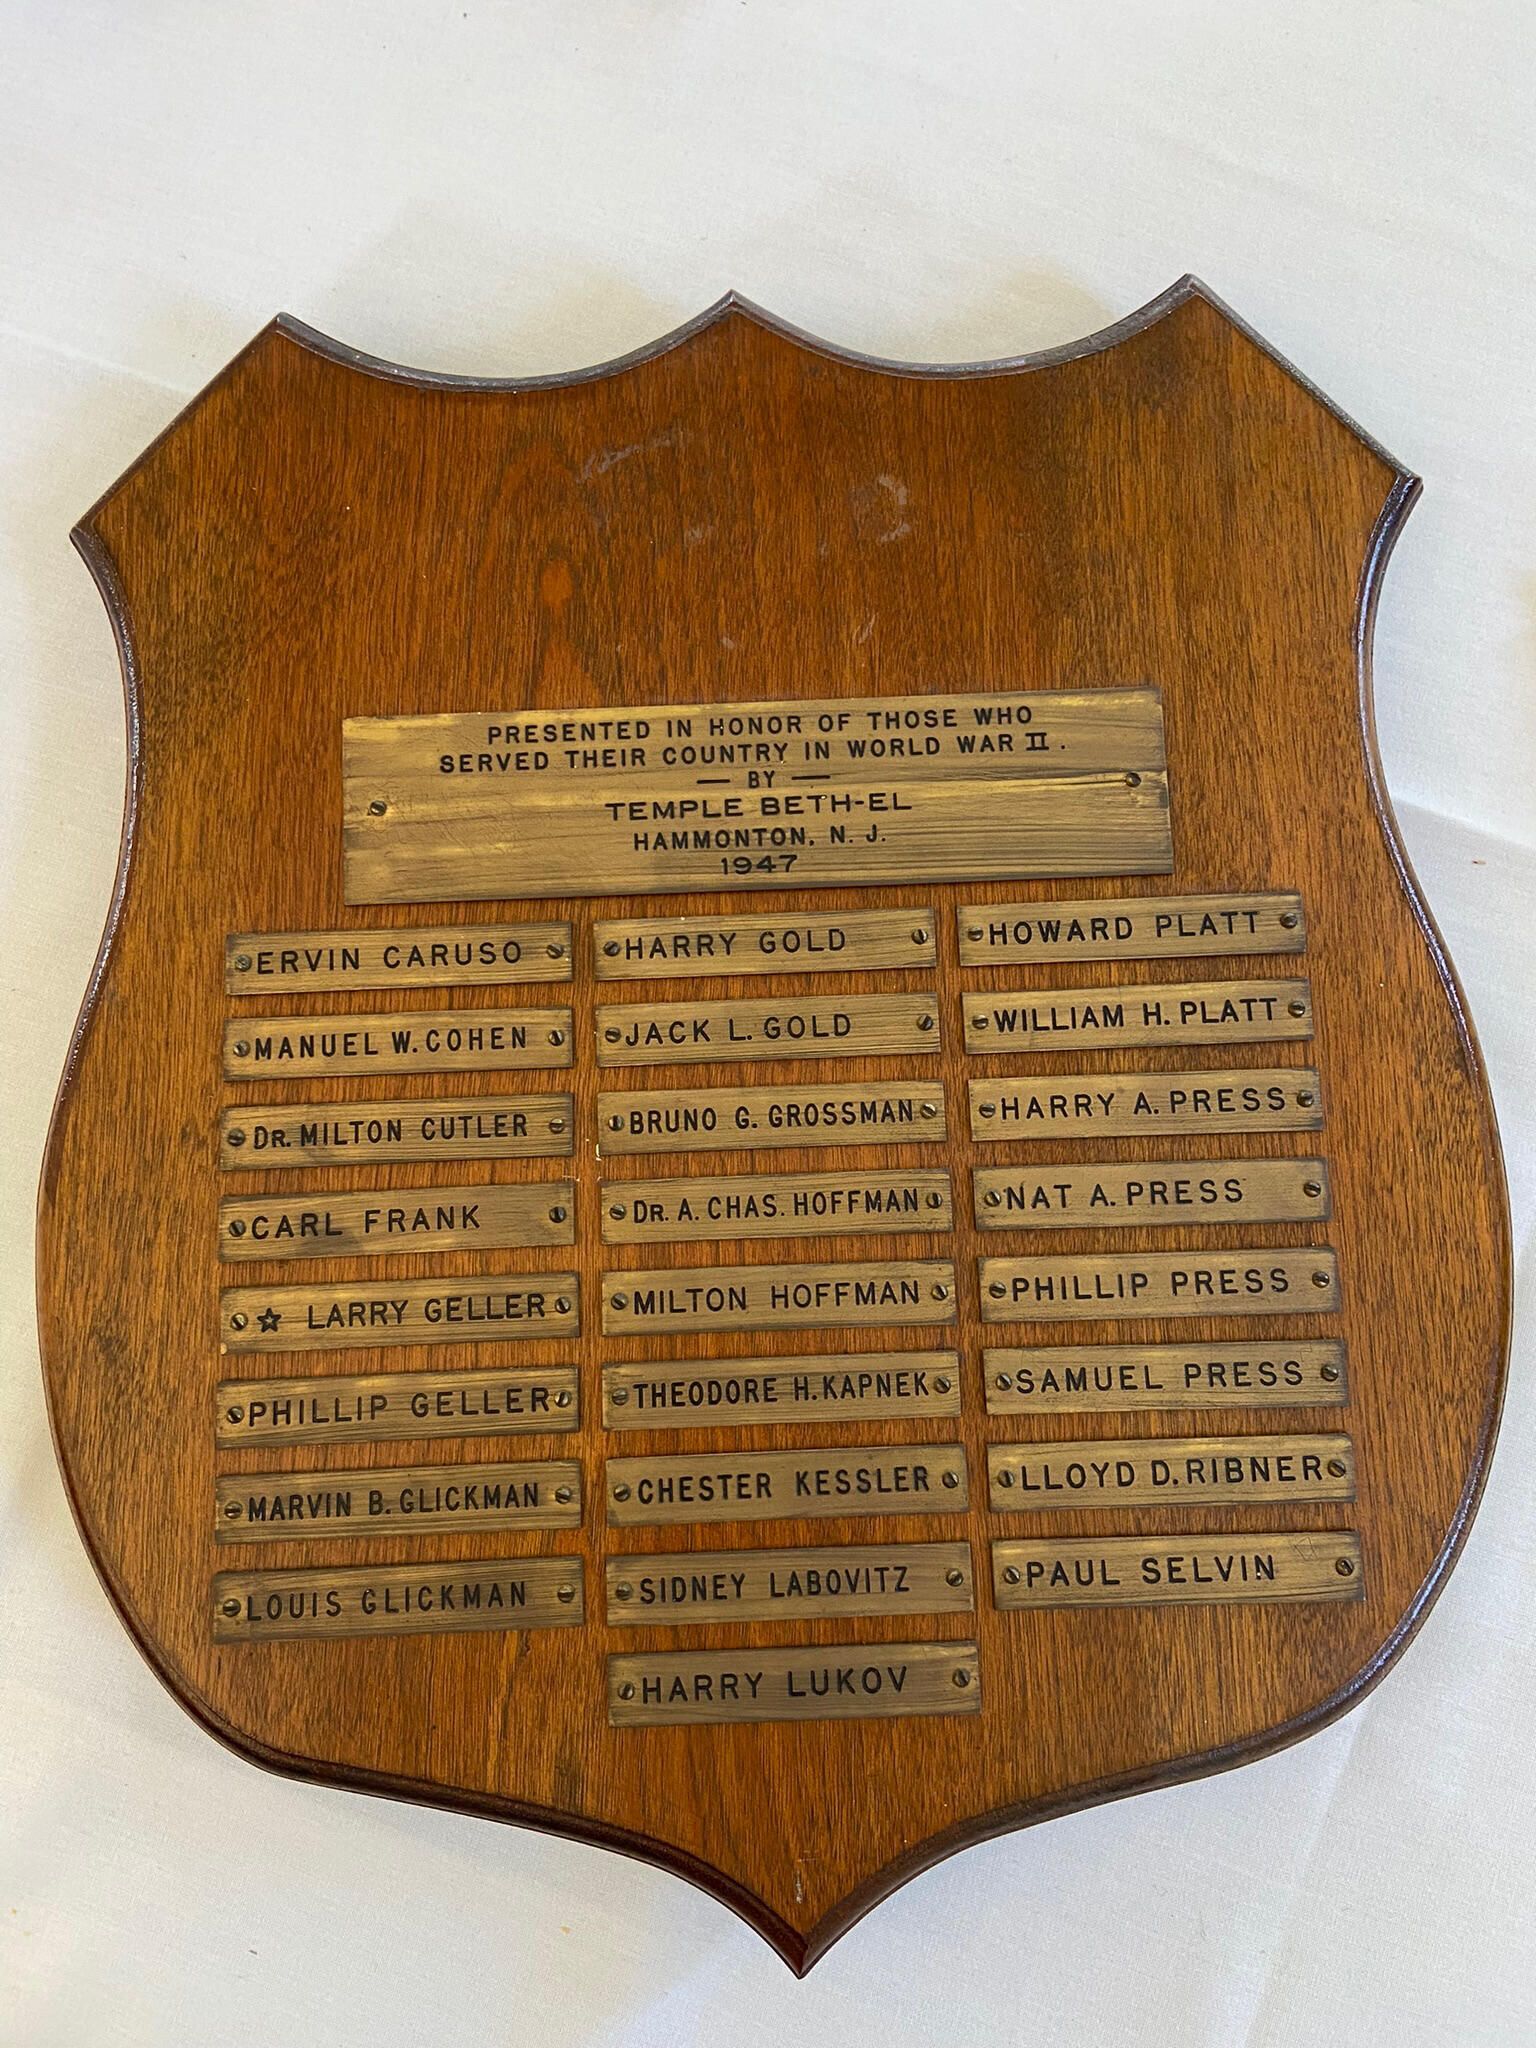 PRESENTED IN HONOR OF THOSE WHO
SERVED THEIR COUNTRY IN WORLD WAR II.
— BY —
TEMPLE BETH-EL
HAMMONTON, N. J.
1947
ERVIN CARUSO
MANUEL W. COHEN
DR. MILTON CUTLER
CARL FRANK
☆ LARRY GELLER
PHILLIP GELLER
MARVIN B. GLICKMAN
LOUIS GLICKMAN
HARRY GOLD
JACK L. GOLD
BRUNO G. GROSSMAN
DR. A. CHAS. HOFFMAN
MILTON HOFFMAN
THEODORE H. KAPNEK
CHESTER KESSLER
SIDNEY LABOVITZ
HARRY LUKOV
HOWARD PLATT
WILLIAM H. PLATT
HARRY A. PRESS
NAT A. PRESS
PHILLIP PRESS
SAMUEL PRESS
LLOYD D. RIBNER
PAUL SELVIN